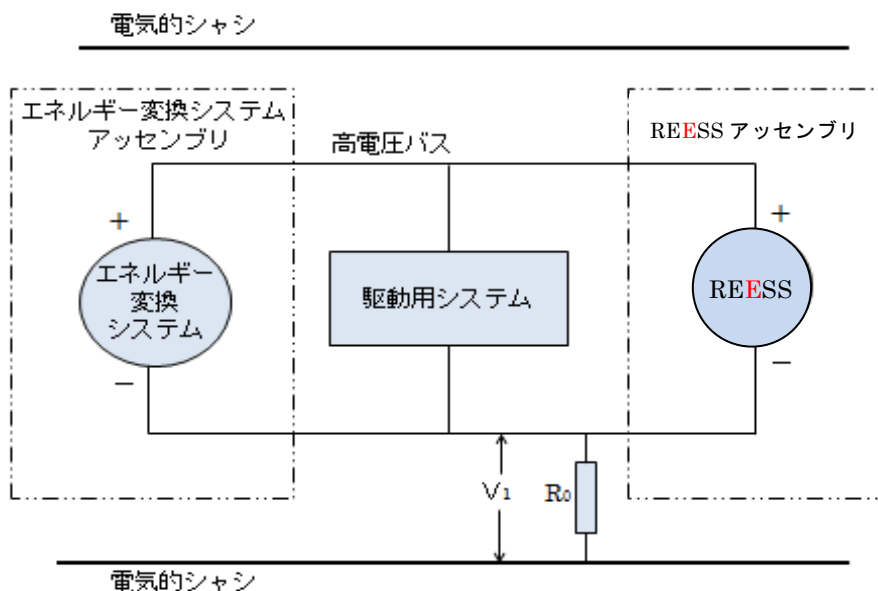 電気的シャシ
エネルギー変換システム
アッセンブリ
高電圧バス
REESS アッセンブリ
+
+
エネルギー
変換
システム
駆動用システム
REESS
−
−
V1
R0
電気的シャシ